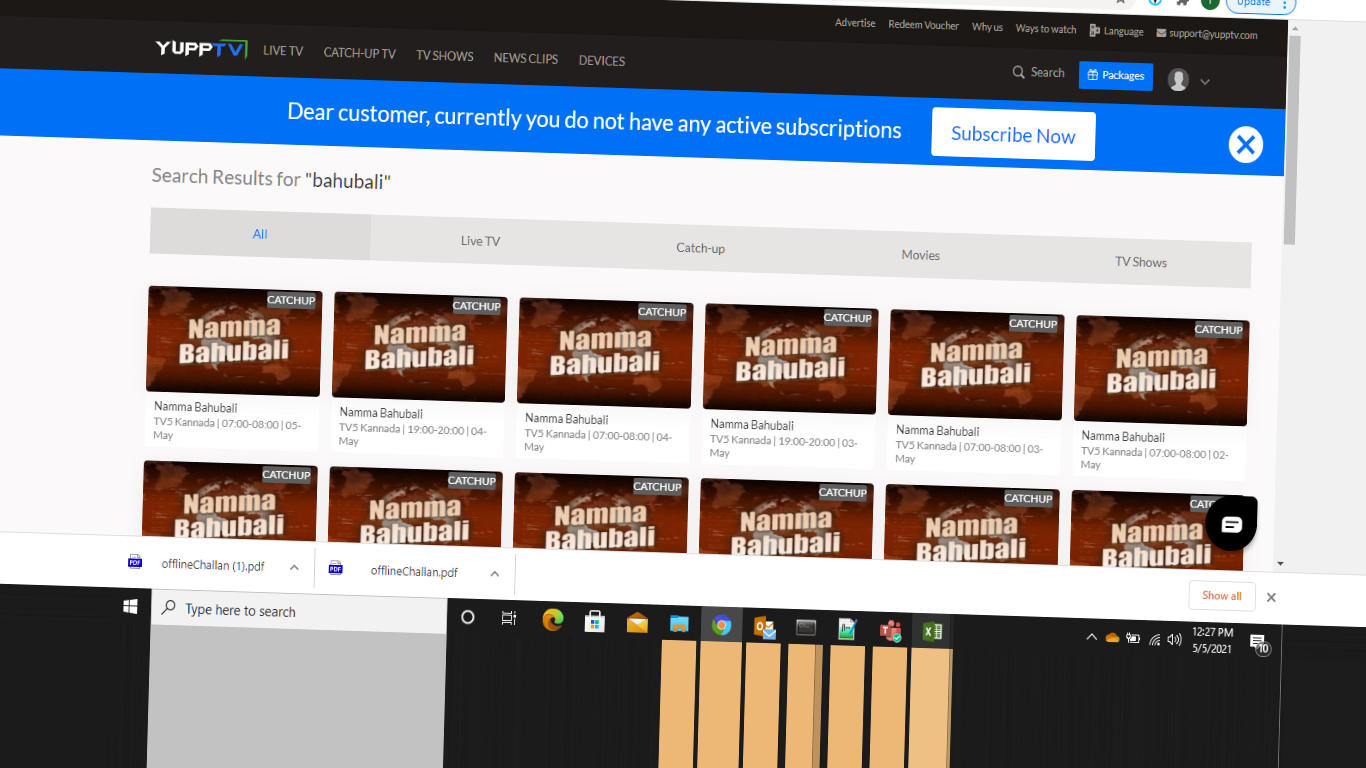 Update
Advertise Redeem Voucher Why us Ways to watch Language support@yupptv.com
YUPPTV LIVE TV CATCH-UP TV TV SHOWS NEWS CLIPS DEVICES Search Packages
Dear customer, currently you do not have any active subscriptions Subscribe Now
Search Results for "bahubali"
All Live TV Catch-up Movies TV Shows
CATCHUP CATCHUP CATCHUP CATCHUP CATCHUP CATCHUP
Namma Namma Namma Namma Namma Namma
Bahubali Bahubali Bahubali Bahubali Bahubali Bahubali
Namma Bahubali Namma Bahubali Namma Bahubali Namma Bahubali Namma Bahubali Namma Bahubali
TV5 Kannada | 07:00-08:00 | 05- TV5 Kannada | 19:00-20:00 | 04- TV5 Kannada | 07:00-08:00 | 04- TV5 Kannada | 19:00-20:00 | 03- TV5 Kannada | 07:00-08:00 | 03- TV5 Kannada | 07:00-08:00 | 02-
May May May May May May
CATCHUP CATCHUP CATCHUP CATCHUP CATCHUP
Namma Namma Namma Namma Namma Namma
Bahubali Bahubali Bahubali Bahubali Bahubali Bahubali
PDF offlineChallan (1).pdf PDF offlineChallan.pdf Show all
Type here to search
12:27 PM
5/5/2021
10